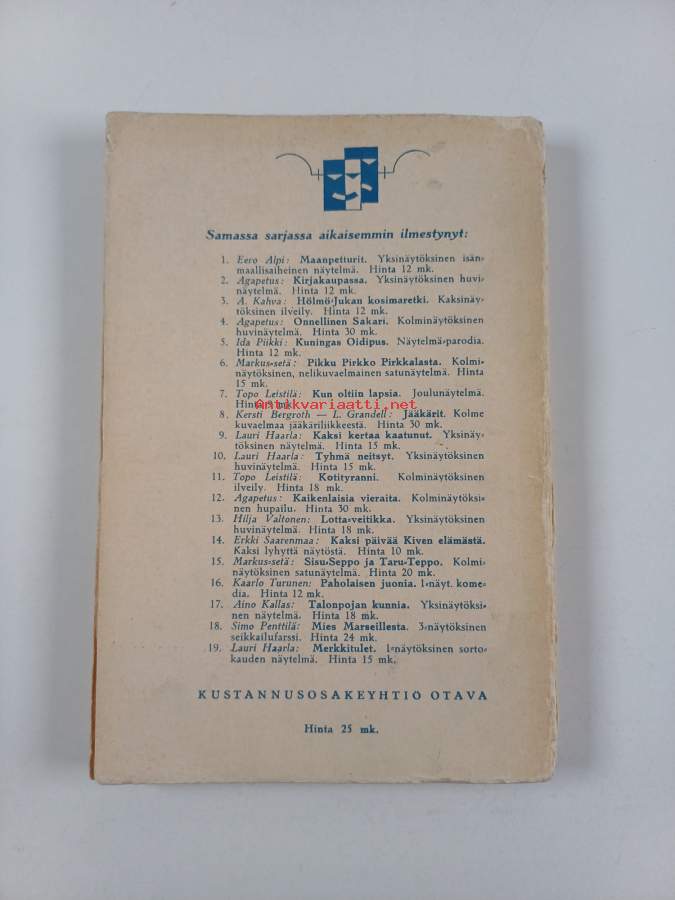 Samassa sarjassa aikaisemmin ilmestynyt:
1. Eero Alpi: Maanpetturit. Yksinäytöksinen isän-
maallisaiheinen näytelmä. Hinta 12 mk.
2. Agapetus: Kirjakaupassa. Yksinäytöksinen huvi-
näytelmä. Hinta 12 mk.
3. A. Kahva: Hölmö-Jukan kosimaretki. Kaksinäy-
töksinen ilveily. Hinta 12 mk.
4. Agapetus: Onnellinen Sakari. Kolminäytöksinen
huvinäytelmä. Hinta 30 mk.
5. Ida Piikki: Kuningas Oidipus. Näytelmä-parodia.
Hinta 12 mk.
6. Markus-setä: Pikku Pirkko Pirkkalasta. Kolmi-
näytöksinen, nelikuvaelmainen satunäytelmä. Hinta
15 mk.
7. Topo Leistilä: Kun oltiin lapsia. Joulunäytelmä.
Hinta mk.
Antikvariaatti.net
8. Kersti Bergroth — L. Grandell: Jääkärit. Kolme
kuvaelmaa jääkäriliikkeestä. Hinta 30 mk.
9. Lauri Haarla: Kaksi kertaa kaatunut. Yksinäy-
töksinen näytelmä. Hinta 15 mk.
10. Lauri Haarla: Tyhmä neitsyt. Yksinäytöksinen
huvinäytelmä. Hinta 15 mk.
11. Topo Leistilä: Kotityranni. Kolminäytöksinen
ilveily. Hinta 18 mk.
12. Agapetus: Kaikenlaisia vieraita. Kolminäytöksi-
nen hupailu. Hinta 30 mk.
13. Hilja Valtonen: Lotta-veitikka. Yksinäytöksinen
huvinäytelmä. Hinta 18 mk.
14. Erkki Saarenmaa: Kaksi päivää Kiven elämästä.
Kaksi lyhyttä näytöstä. Hinta 10 mk.
15. Markus-setä: Sisu-Seppo ja Taru-Teppo. Kolmi-
näytöksinen satunäytelmä. Hinta 20 mk.
16. Kaarlo Turunen: Paholaisen juonia. 1-näyt. kome-
dia. Hinta 12 mk.
17. Aino Kallas: Talonpojan kunnia. Yksinäytöksi-
nen näytelmä. Hinta 18 mk.
18. Simo Penttilä: Mies Marseillesta. 3-näytöksinen
seikkailufarssi. Hinta 24 mk.
19. Lauri Haarla: Merkkitulet. 1-näytöksinen sorto-
kauden näytelmä. Hinta 15 mk.
KUSTANNUSOSAKEYHTIÖ OTAVA
Hinta 25 mk.